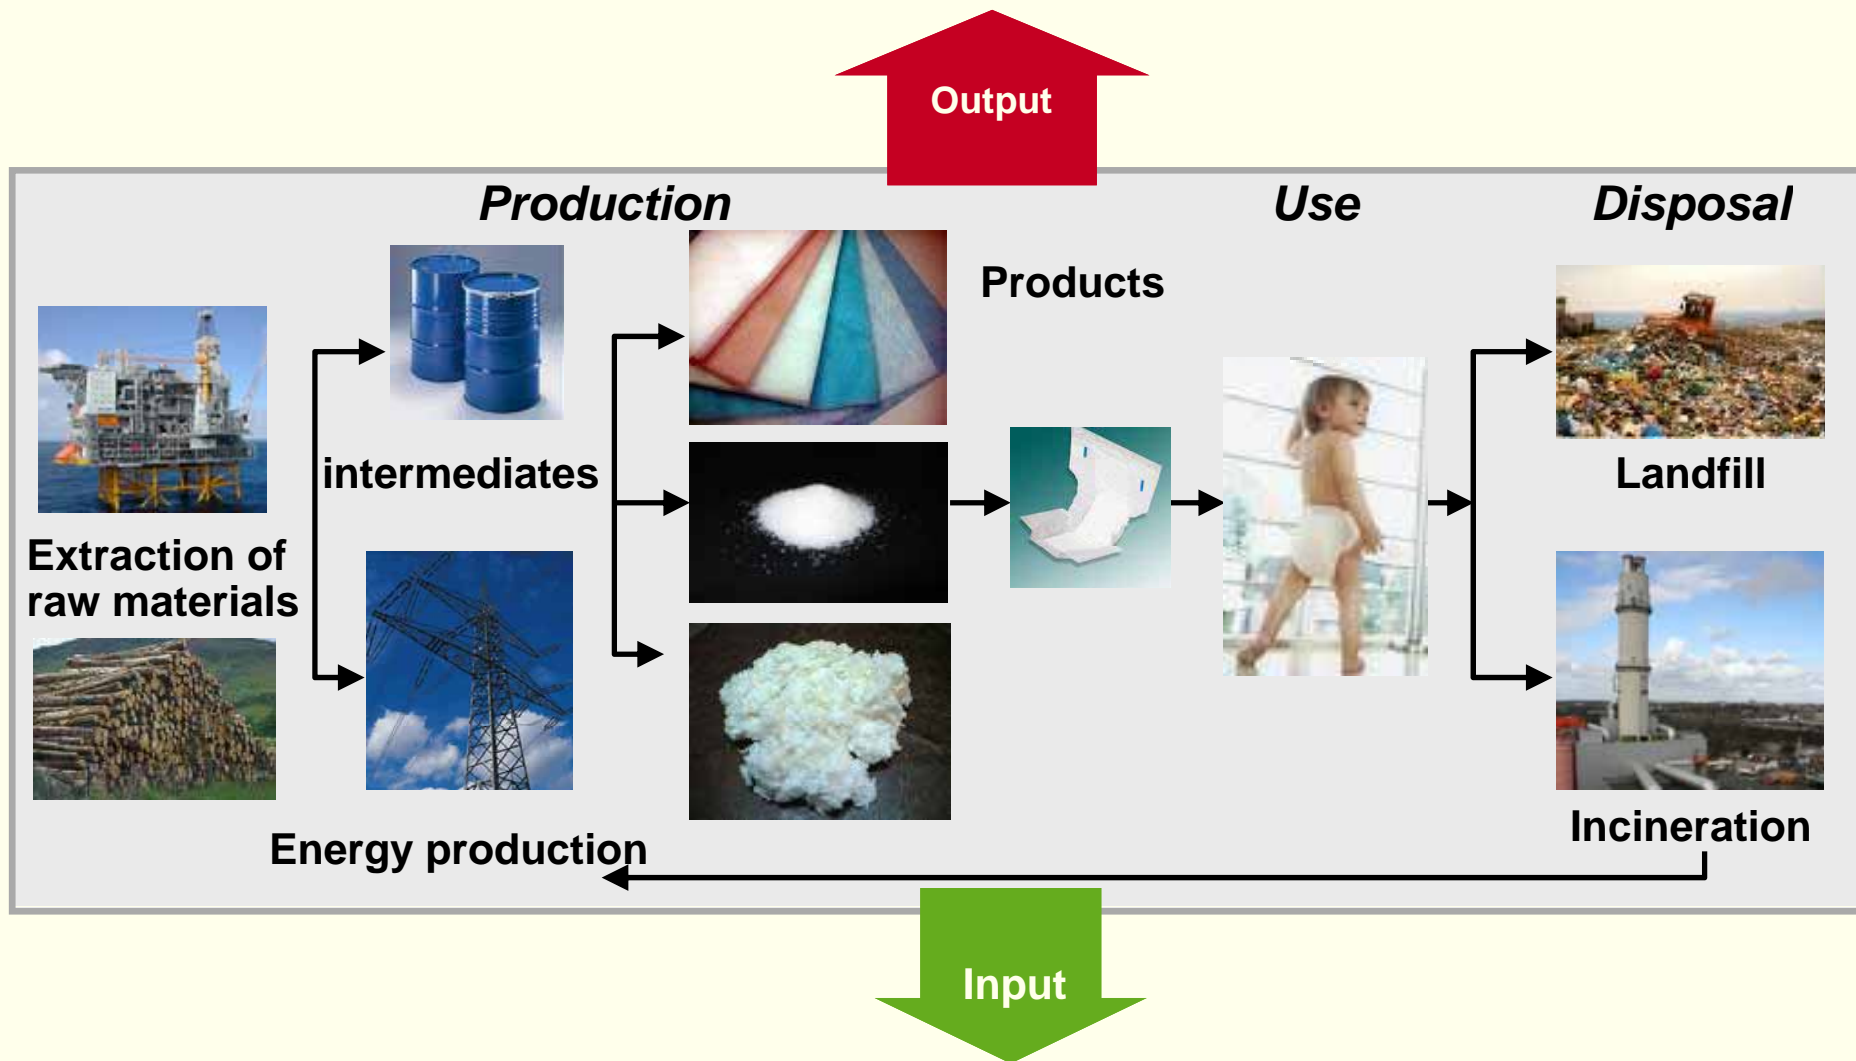 Output
Production
Use
Disposal
Products
intermediates
Landfill
Extraction of
raw materials
Energy production
Incineration
Input